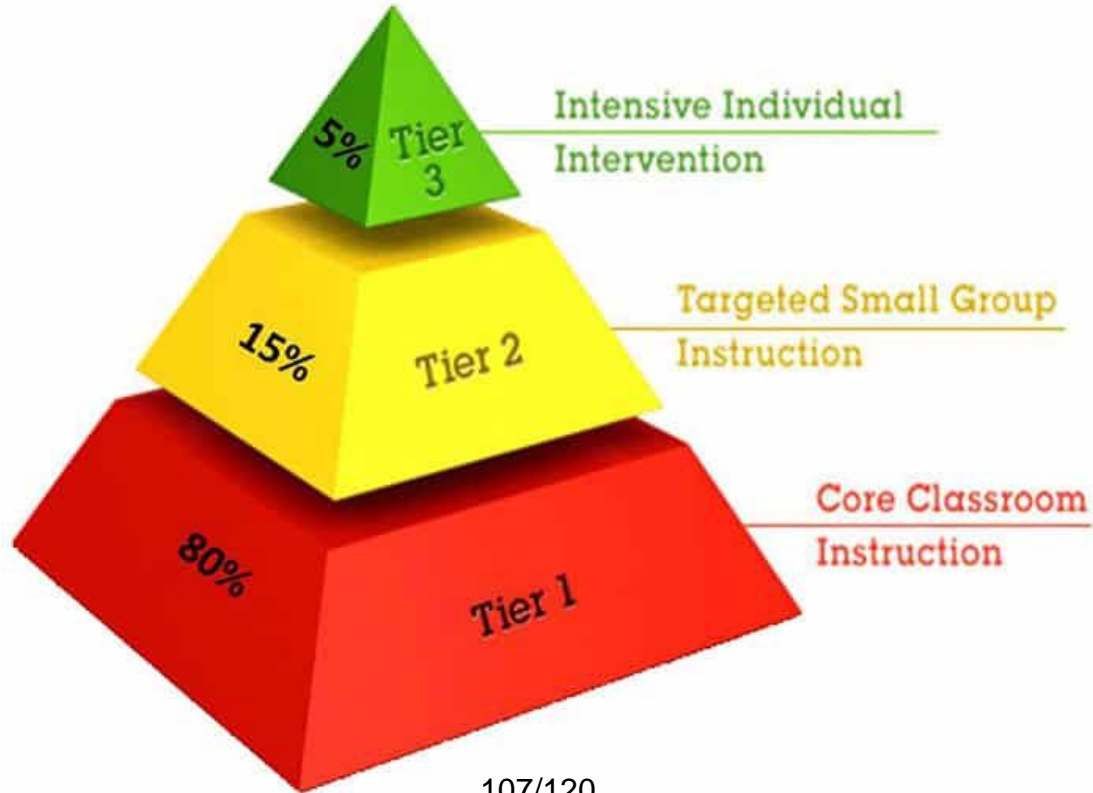 5%
Tier
3
Intensive Individual
Intervention
15%
Tier 2
Targeted Small Group
Instruction
80%
Tier 1
Core Classroom
Instruction
107/120